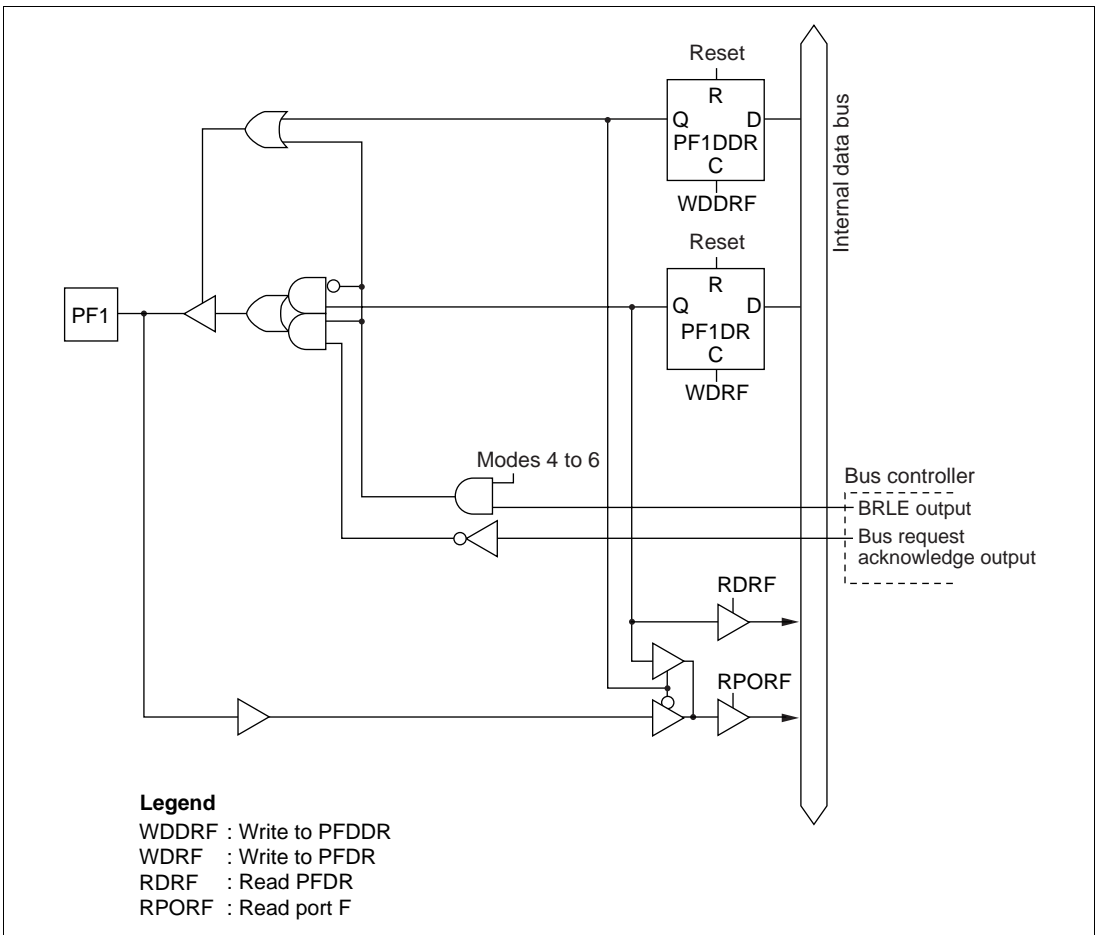 Reset
R
Q D
PF1DDR
C
WDDRF
Internal data bus
Reset
R
Q D
PF1DR
C
WDRF
PF1
Modes 4 to 6
Bus controller
BRLE output
Bus request
acknowledge output
RDRF
RPORF
Legend
WDDRF : Write to PFDDR
WDRF : Write to PFDR
RDRF : Read PFDR
RPORF : Read port F